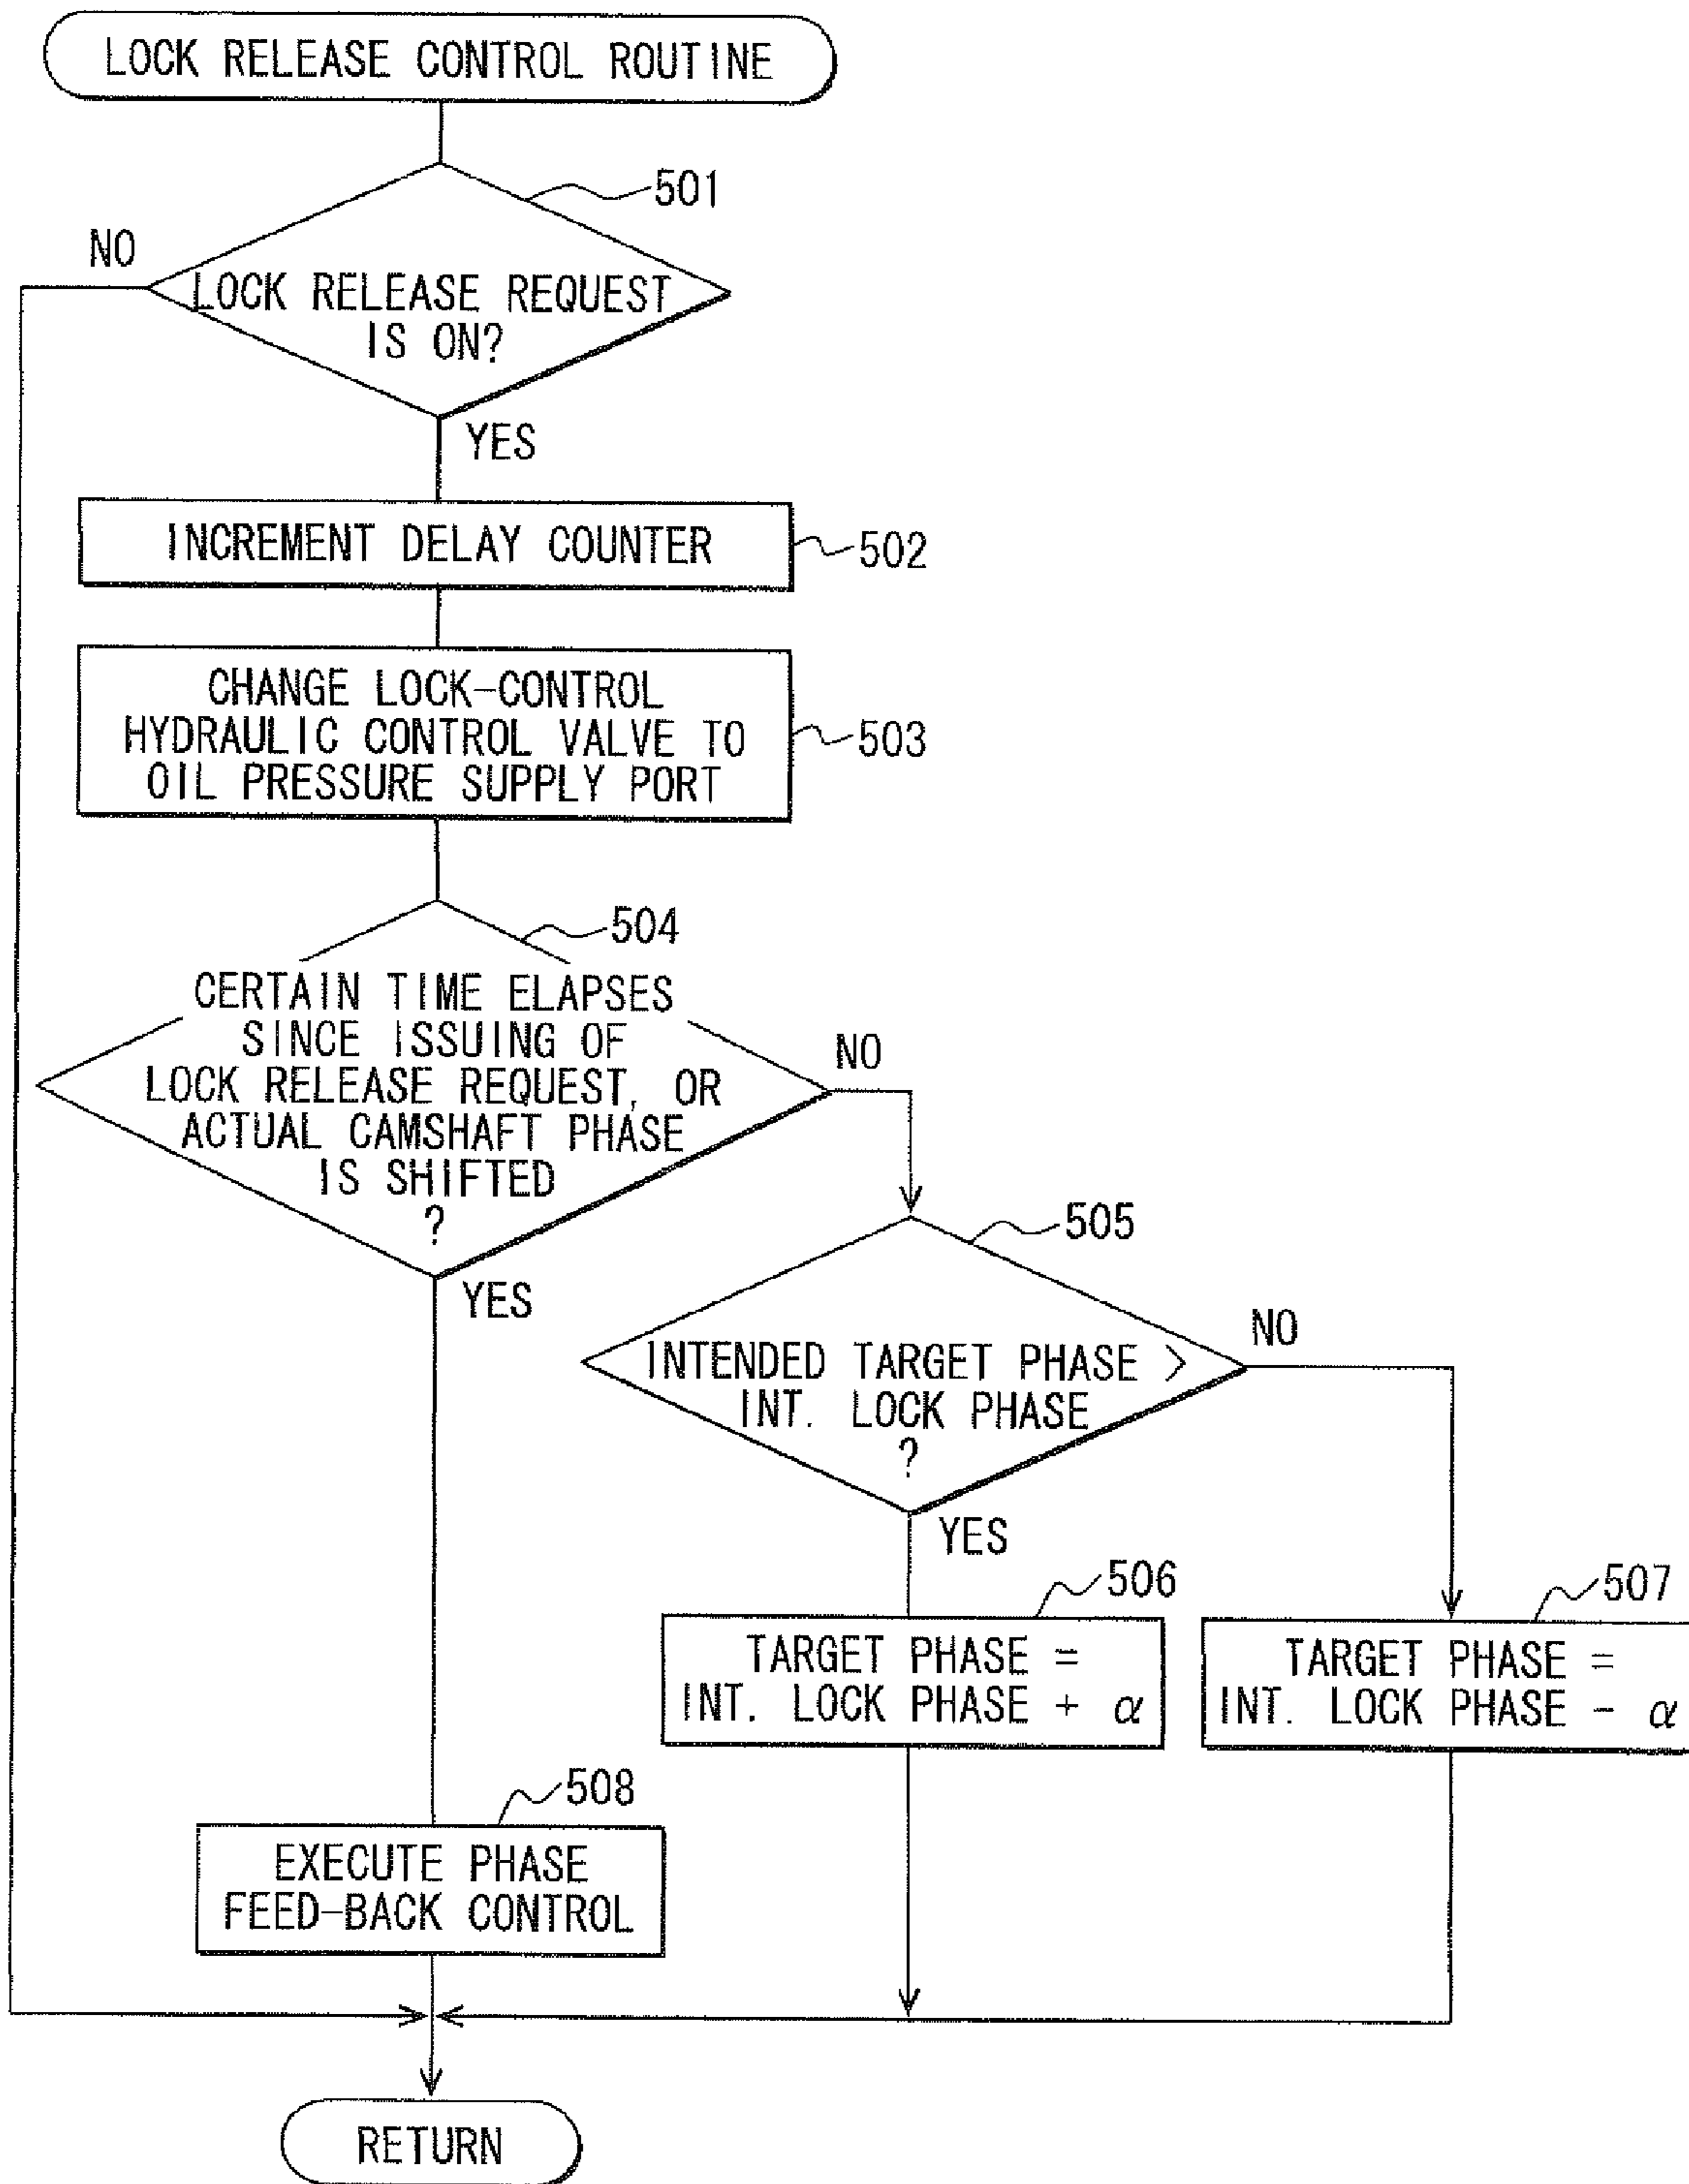 LOCK RELEASE CONTROL ROUTINE
501
NO
LOCK RELEASE REQUEST
IS ON?
YES
INCREMENT DELAY COUNTER
502
CHANGE LOCK-CONTROL
HYDRAULIC CONTROL VALVE TO
OIL PRESSURE SUPPLY PORT
503
504
CERTAIN TIME ELAPSES
SINCE ISSUING OF
LOCK RELEASE REQUEST, OR
ACTUAL CAMSHAFT PHASE
IS SHIFTED
?
NO
YES
505
INTENDED TARGET PHASE >
INT. LOCK PHASE
?
NO
YES
506
TARGET PHASE =
INT. LOCK PHASE + α
507
TARGET PHASE =
INT. LOCK PHASE - α
508
EXECUTE PHASE
FEED-BACK CONTROL
RETURN